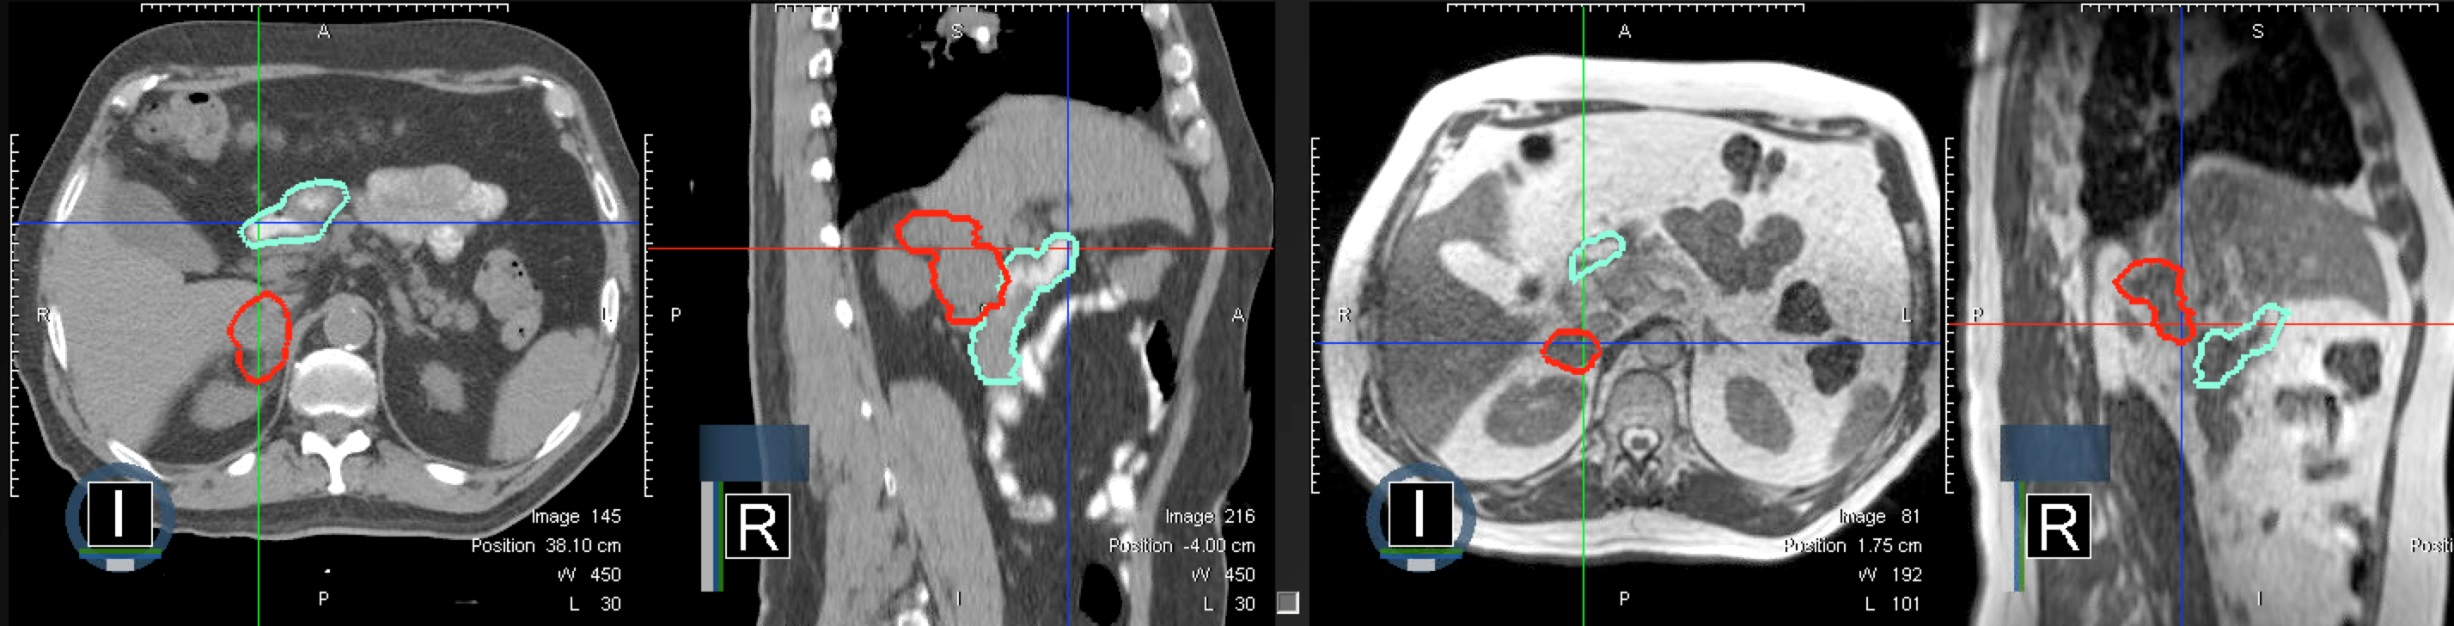 A
R
L
I
P
Image 145
Position 38.10 cm
W 450
L 30
S
P
A
R
I
Image 216
Position -4.00 cm
W 450
L 30
A
R
L
I
P
Image 81
Position 1.75 cm
W 192
L 101
S
P
R
I
Positi